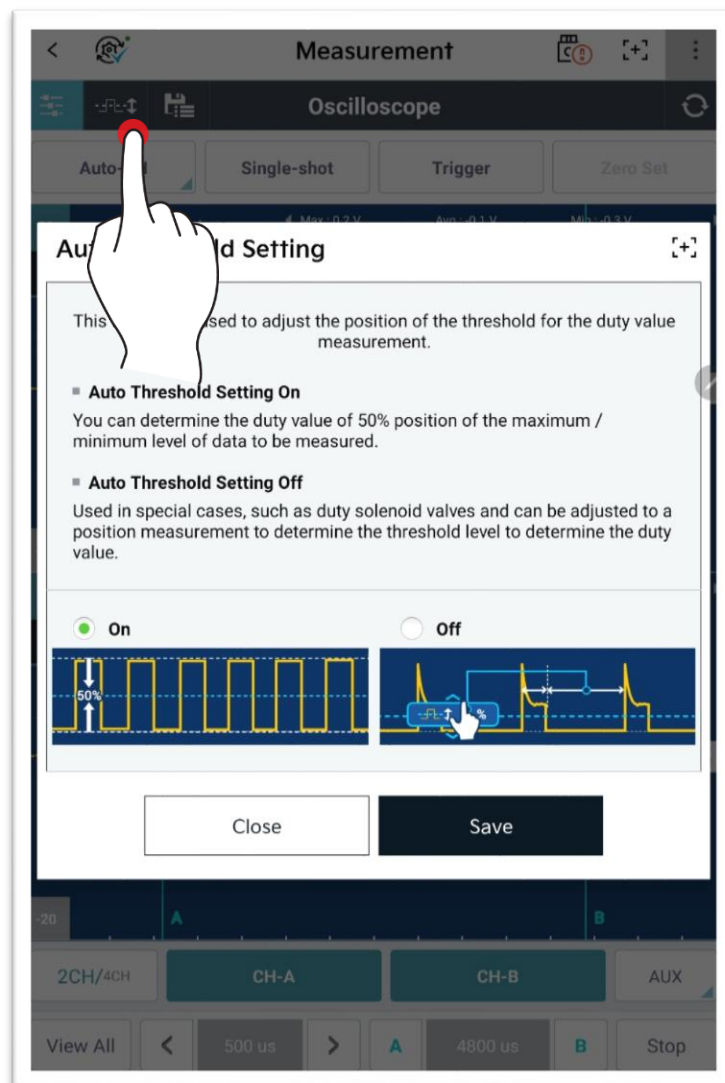 Measurement
Oscilloscope
Single-shot
Trigger
Zero Set
Max : 0.2 V
Avg : -0.1 V
Min : -0.3 V
d Setting
This
used to adjust the position of the threshold for the duty value
measurement.
Auto Threshold Setting On
You can determine the duty value of 50% position of the maximum /
minimum level of data to be measured.
Auto Threshold Setting Off
Used in special cases, such as duty solenoid valves and can be adjusted to a
position measurement to determine the threshold level to determine the duty
value.
On
Off
50%
%
Close
Save
-20
A
B
2CH/4CH
CH-A
CH-B
AUX
View All
500 us
A
4800 us
B
Stop